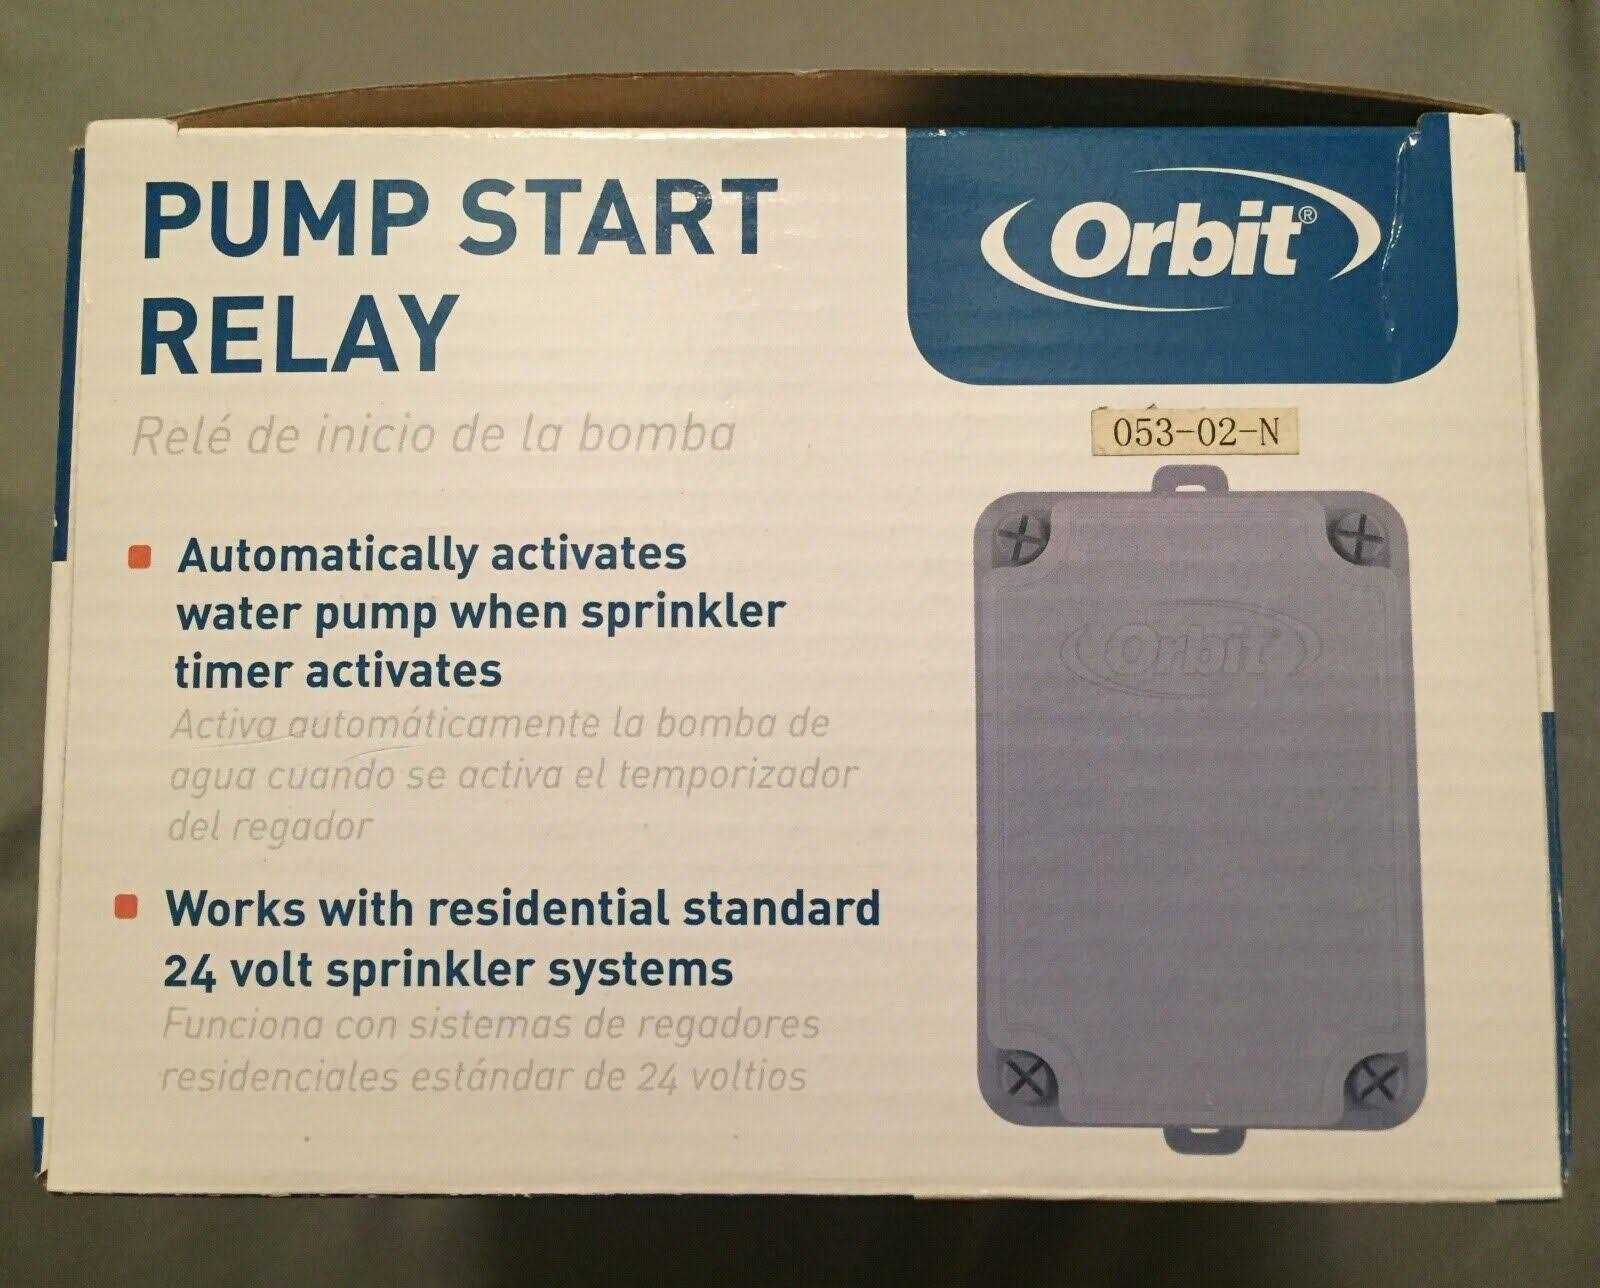 PUMP START
RELAY
Relé de inicio de la bomba
Automatically activates
water pump when sprinkler
timer activates
Activa automáticamente la bomba de
agua cuando se activa el temporizador
del regador
Works with residential standard
24 volt sprinkler systems
Funciona con sistemas de regadores
residenciales estándar de 24 voltios
Orbit®
053-02-N
Orbit